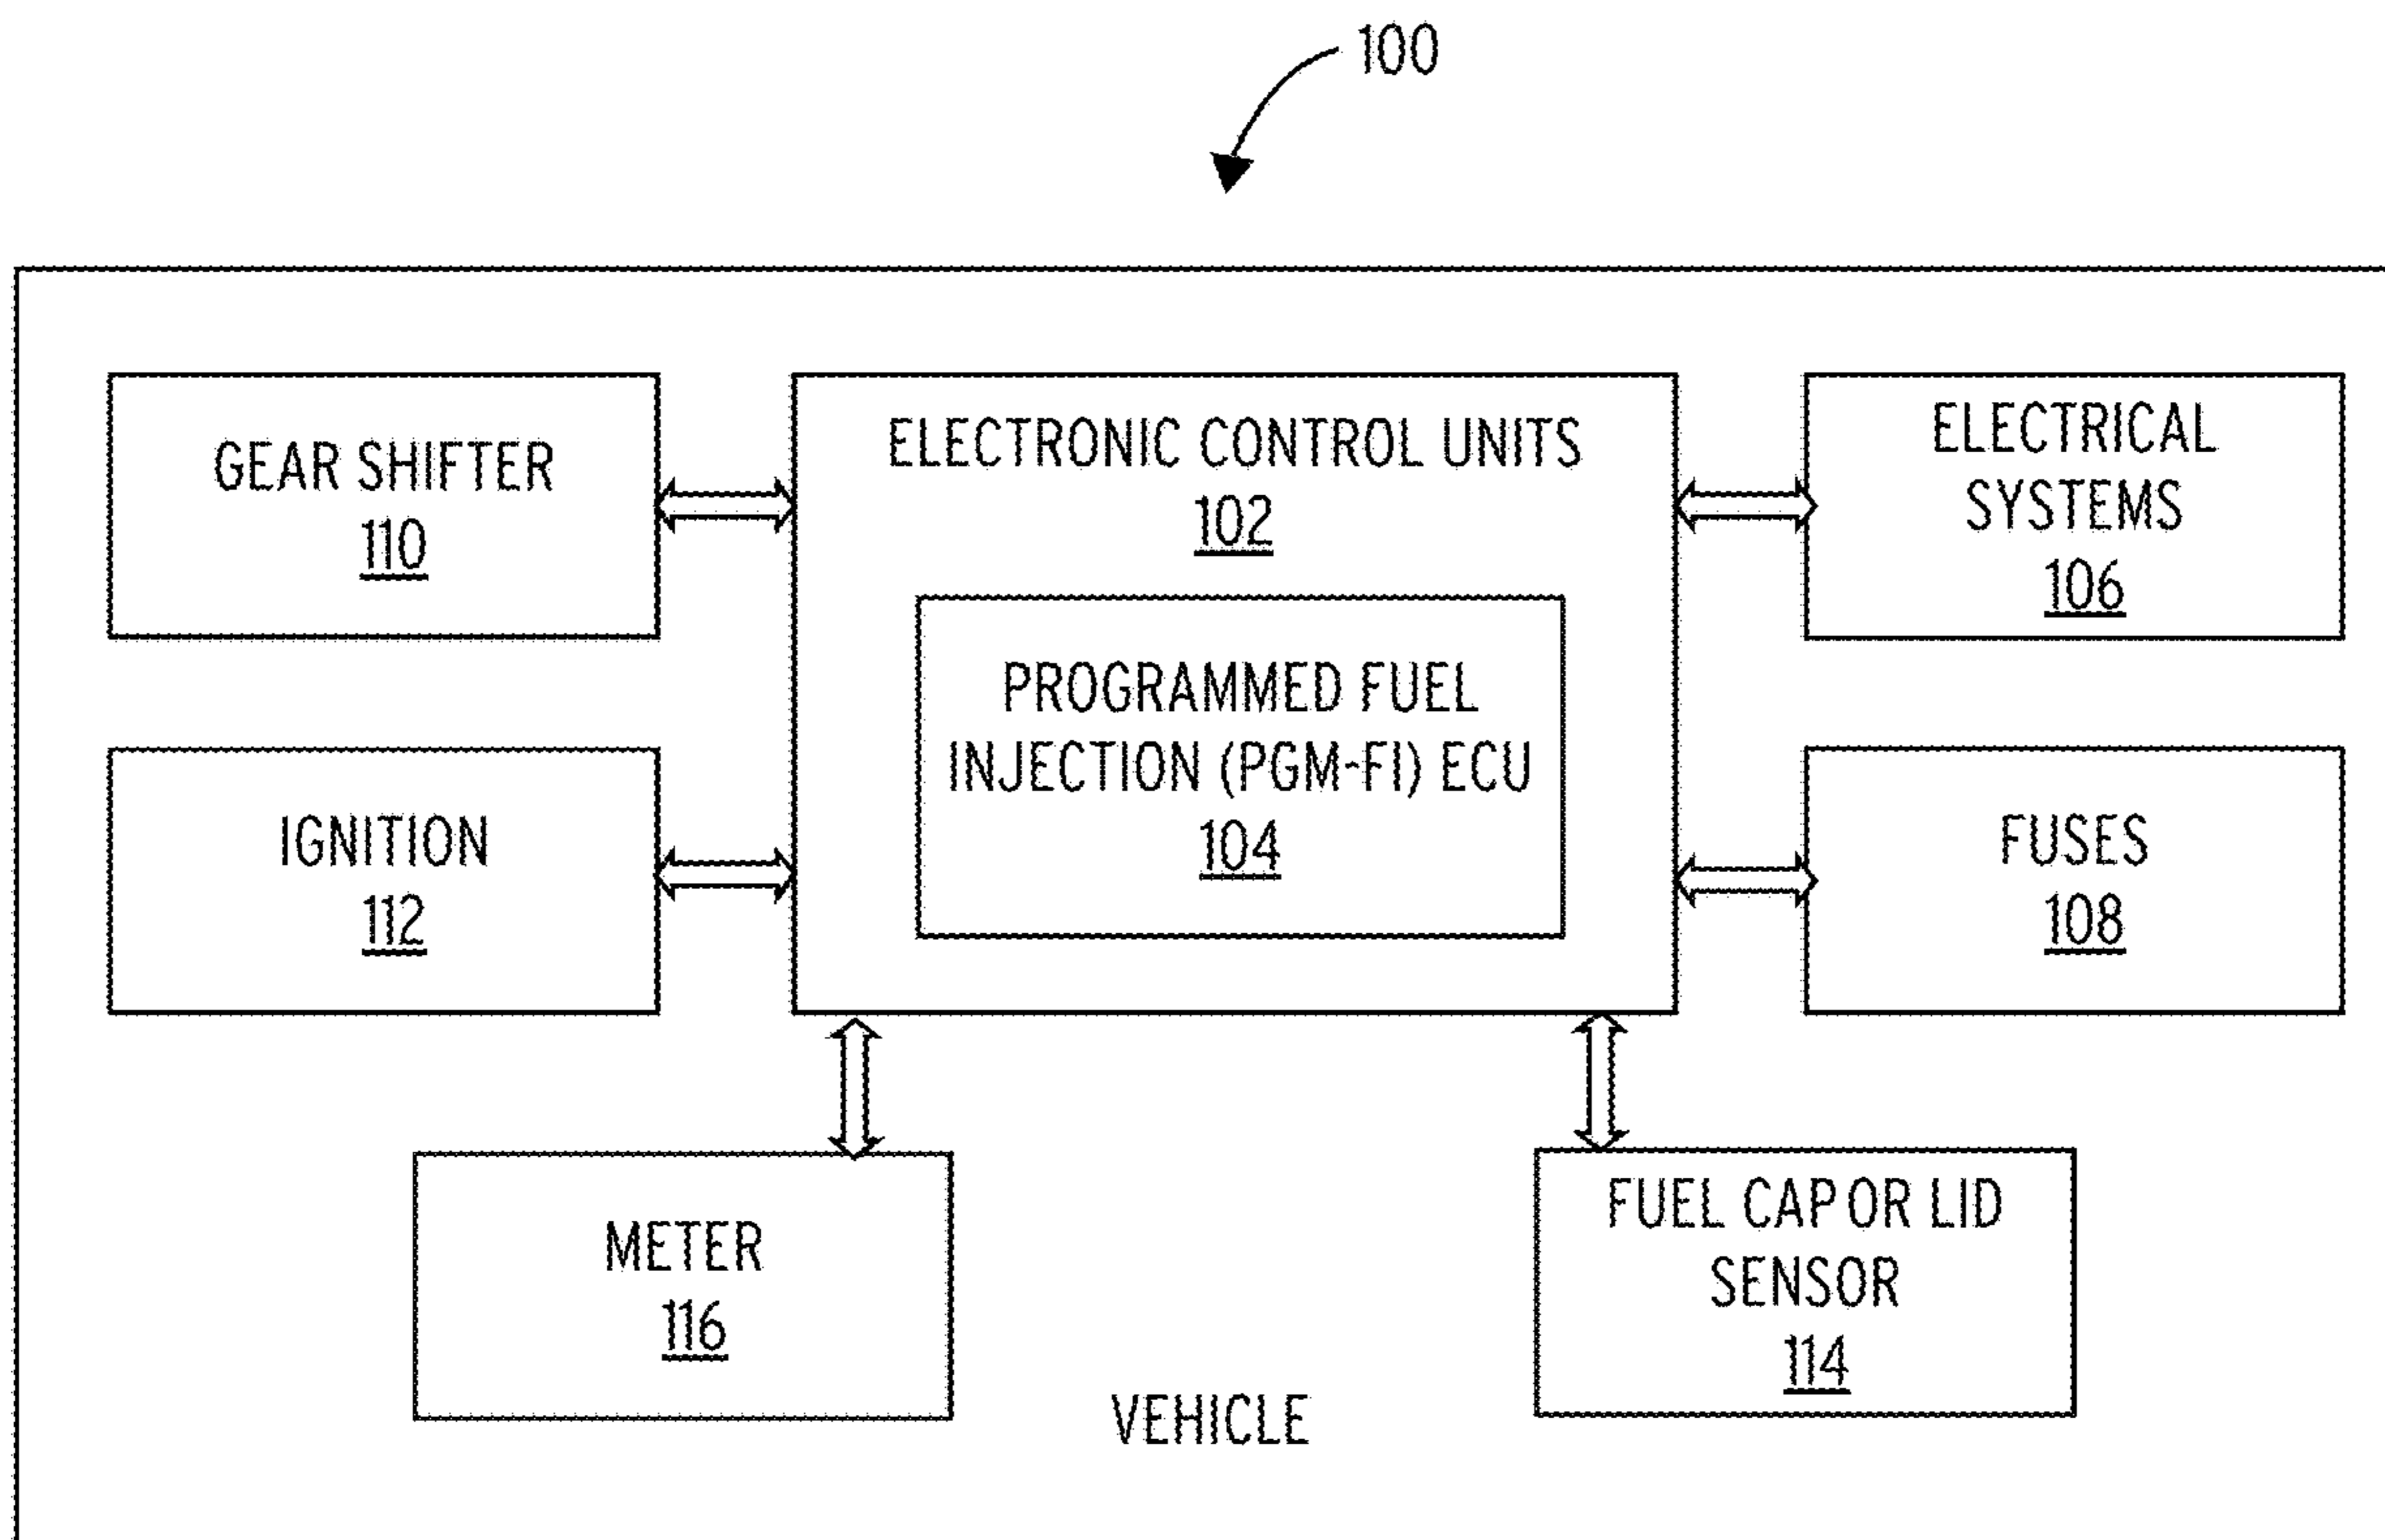 100
GEAR SHIFTER
110
ELECTRONIC CONTROL UNITS
102
ELECTRICAL
SYSTEMS
106
PROGRAMMED FUEL
INJECTION (PGM-FI) ECU
104
IGNITION
112
FUSES
108
METER
116
FUEL CAP OR LID
SENSOR
114
VEHICLE